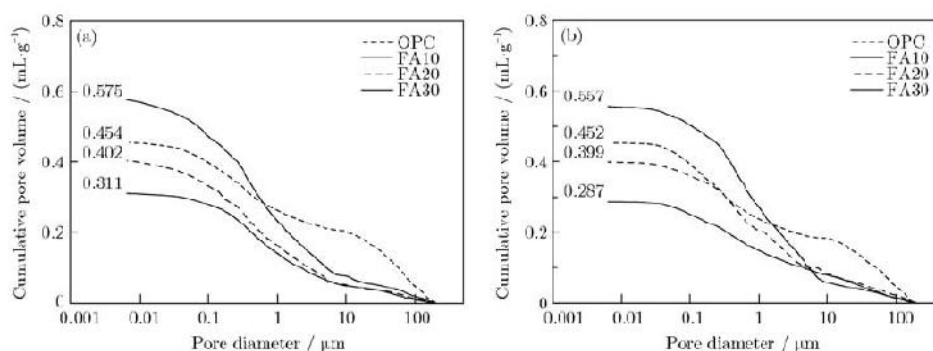 (a)
OPC
FA10
FA20
FA30
0.8
0.6
0.4
0.2
0
0.575
0.454
0.402
0.311
0.001 0.01 0.1 1 10 100
Pore diameter / μm
Cumulative pore volume / (mL·g⁻¹)
(b)
OPC
FA10
FA20
FA30
0.8
0.6
0.4
0.2
0
0.557
0.452
0.399
0.287
0.001 0.01 0.1 1 10 100
Pore diameter / μm
Cumulative pore volume / (mL·g⁻¹)